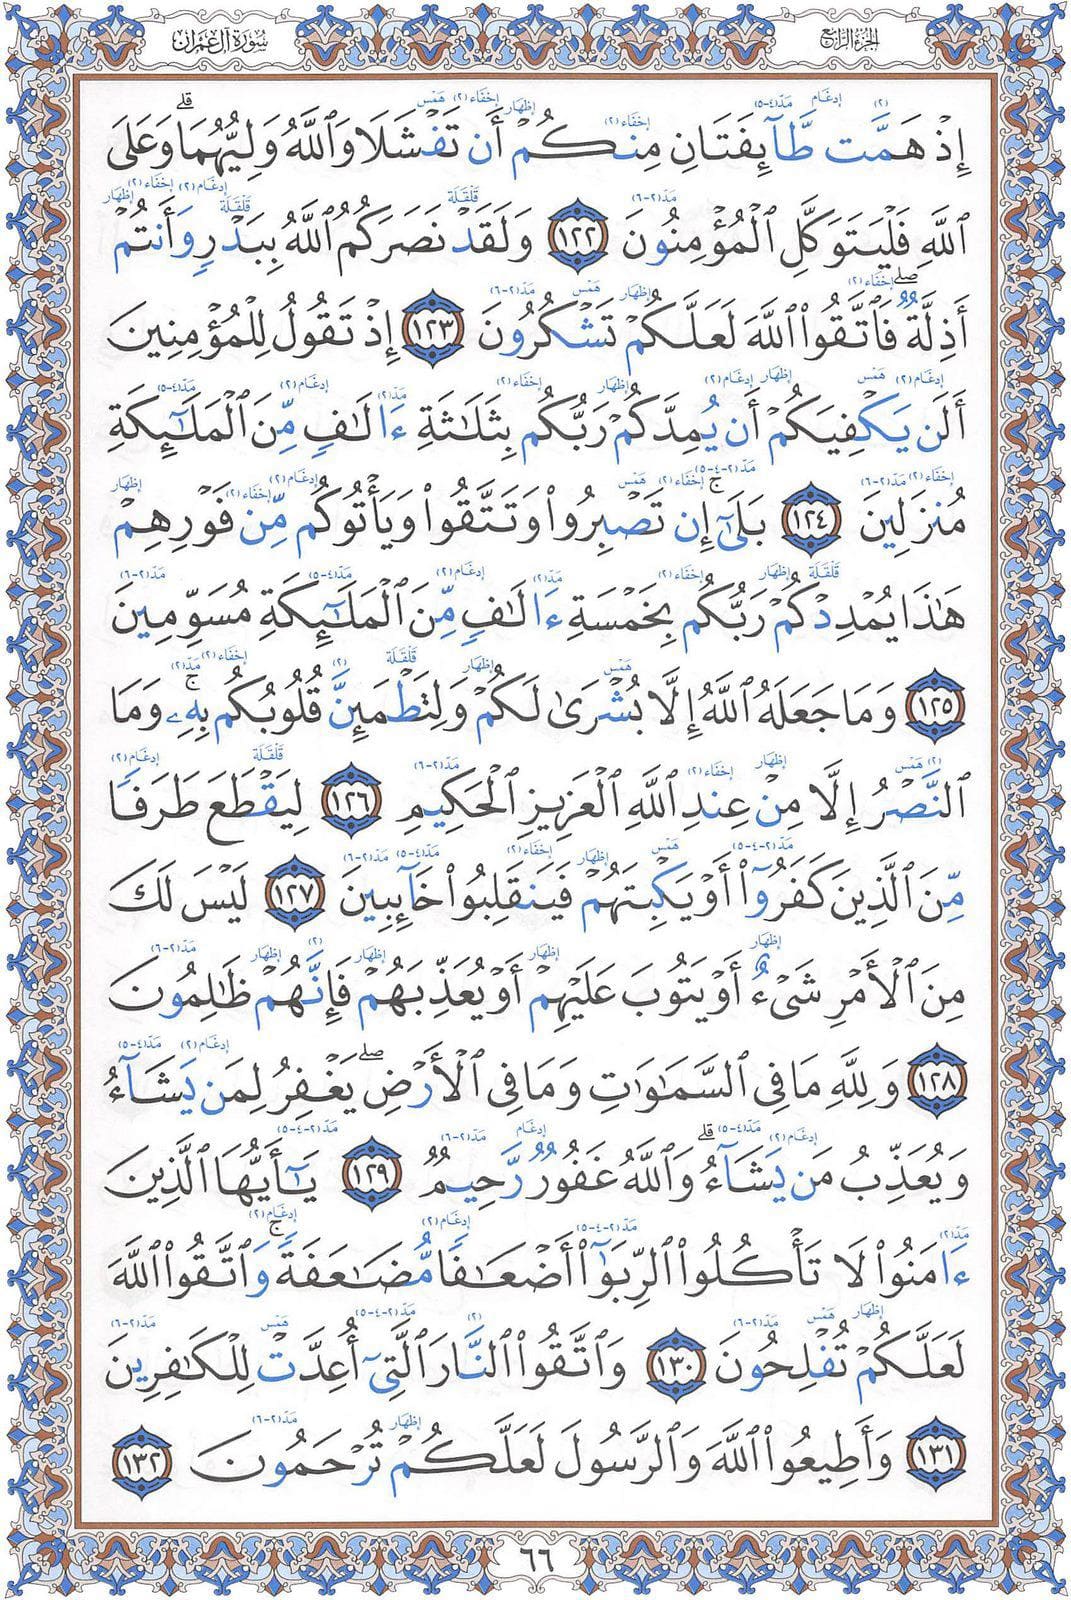 الجزء الرابع
سورة آل عمران
إِذْ هَمَّت طَّآئِفَتَانِ مِنكُمْ أَن تَفْشَلَا وَٱللَّهُ وَلِيُّهُمَا ۗ وَعَلَى
ٱللَّهِ فَلْيَتَوَكَّلِ ٱلْمُؤْمِنُونَ ١٢٢ وَلَقَدْ نَصَرَكُمُ ٱللَّهُ بِبَدْرٍ وَأَنتُمْ
أَذِلَّةٌ ۖ فَٱتَّقُوا۟ ٱللَّهَ لَعَلَّكُمْ تَشْكُرُونَ ١٢٣ إِذْ تَقُولُ لِلْمُؤْمِنِينَ
أَلَن يَكْفِيَكُمْ أَن يُمِدَّكُمْ رَبُّكُم بِثَلَـٰثَةِ ءَالَـٰفٍ مِّنَ ٱلْمَلَـٰٓئِكَةِ
مُنزَلِينَ ١٢٤ بَلَىٰٓ ۚ إِن تَصْبِرُوا۟ وَتَتَّقُوا۟ وَيَأْتُوكُم مِّن فَوْرِهِمْ
هَـٰذَا يُمْدِدْكُمْ رَبُّكُم بِخَمْسَةِ ءَالَـٰفٍ مِّنَ ٱلْمَلَـٰٓئِكَةِ مُسَوِّمِينَ
١٢٥ وَمَا جَعَلَهُ ٱللَّهُ إِلَّا بُشْرَىٰ لَكُمْ وَلِتَطْمَئِنَّ قُلُوبُكُم بِهِۦ ۗ وَمَا
ٱلنَّصْرُ إِلَّا مِنْ عِندِ ٱللَّهِ ٱلْعَزِيزِ ٱلْحَكِيمِ ١٢٦ لِيَقْطَعَ طَرَفًا
مِّنَ ٱلَّذِينَ كَفَرُوٓا۟ أَوْ يَكْبِتَهُمْ فَيَنقَلِبُوا۟ خَآئِبِينَ ١٢٧ لَيْسَ لَكَ
مِنَ ٱلْأَمْرِ شَىْءٌ أَوْ يَتُوبَ عَلَيْهِمْ أَوْ يُعَذِّبَهُمْ فَإِنَّهُمْ ظَـٰلِمُونَ
١٢٨ وَلِلَّهِ مَا فِى ٱلسَّمَـٰوَٰتِ وَمَا فِى ٱلْأَرْضِ ۚ يَغْفِرُ لِمَن يَشَآءُ
وَيُعَذِّبُ مَن يَشَآءُ ۗ وَٱللَّهُ غَفُورٌ رَّحِيمٌ ١٢٩ يَـٰٓأَيُّهَا ٱلَّذِينَ
ءَامَنُوا۟ لَا تَأْكُلُوا۟ ٱلرِّبَوٰٓا۟ أَضْعَـٰفًا مُّضَـٰعَفَةً ۖ وَٱتَّقُوا۟ ٱللَّهَ
لَعَلَّكُمْ تُفْلِحُونَ ١٣٠ وَٱتَّقُوا۟ ٱلنَّارَ ٱلَّتِىٓ أُعِدَّتْ لِلْكَـٰفِرِينَ
١٣١ وَأَطِيعُوا۟ ٱللَّهَ وَٱلرَّسُولَ لَعَلَّكُمْ تُرْحَمُونَ ١٣٢
٦٦